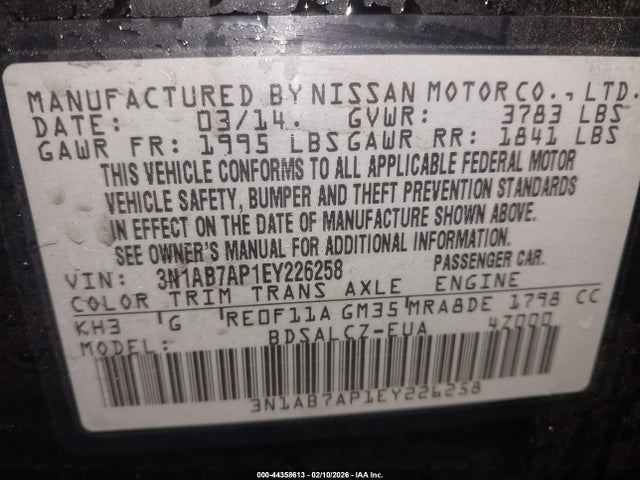 MANUFACTURED BY NISSAN MOTOR CO., LTD.
DATE: 03/14. GVWR: 3783 LBS
GAWR FR: 1995 LBS GAWR RR: 1841 LBS
THIS VEHICLE CONFORMS TO ALL APPLICABLE FEDERAL MOTOR
VEHICLE SAFETY, BUMPER AND THEFT PREVENTION STANDARDS
IN EFFECT ON THE DATE OF MANUFACTURE SHOWN ABOVE.
SEE OWNER'S MANUAL FOR ADDITIONAL INFORMATION.
VIN: 3N1AB7AP1EY226258 PASSENGER CAR.
COLOR TRIM TRANS AXLE ENGINE
KH3 G RE0F11A GM35 MRA8DE 1798 CC
MODEL: BDSALCZ-EUA 4Z000
3N1AB7AP1EY226258
000-44358613 - 02/10/2026 - IAA Inc.